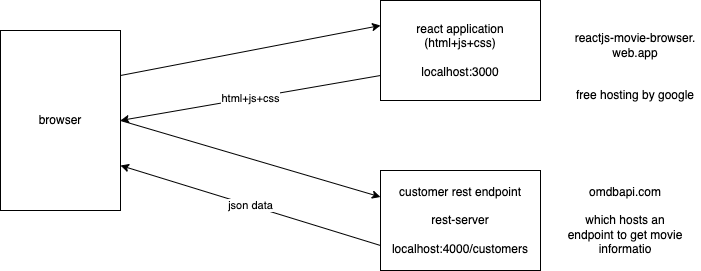 browser
html+js+css
json data
react application
(html+js+css)
localhost:3000
reactjs-movie-browser.
web.app
free hosting by google
customer rest endpoint
rest-server
localhost:4000/customers
omdbapi.com
which hosts an
endpoint to get movie
informatio